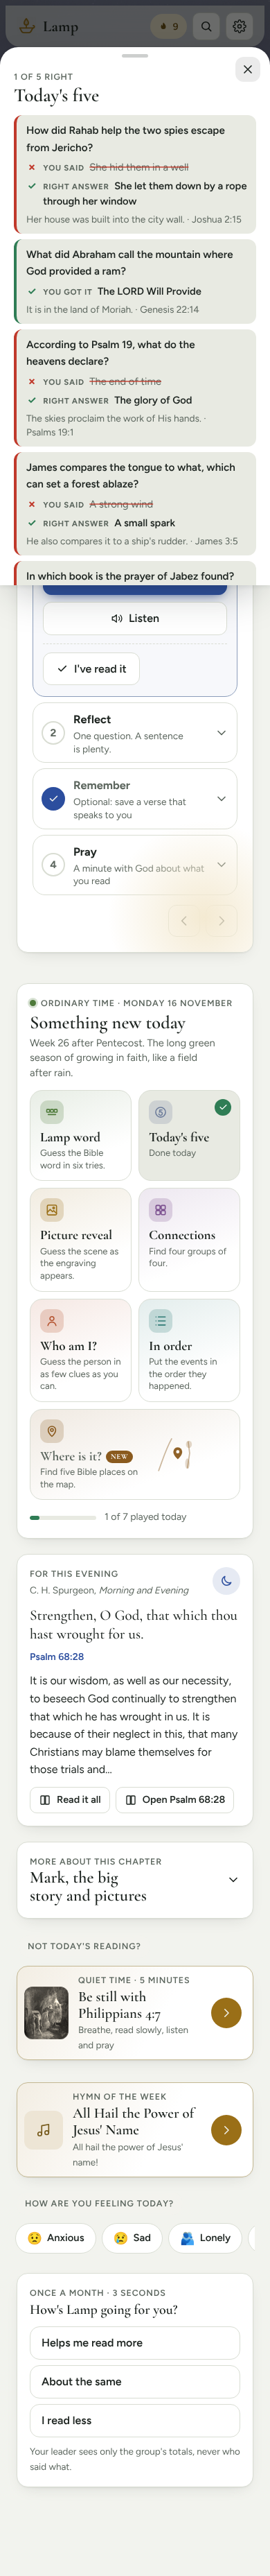 Lamp
9
1 OF 5 RIGHT
Today's five
How did Rahab help the two spies escape
from Jericho?
YOU SAID She hid them in a well
RIGHT ANSWER She let them down by a rope
through her window
Her house was built into the city wall. · Joshua 2:15
What did Abraham call the mountain where
God provided a ram?
YOU GOT IT The LORD Will Provide
It is in the land of Moriah. · Genesis 22:14
According to Psalm 19, what do the
heavens declare?
YOU SAID The end of time
RIGHT ANSWER The glory of God
The skies proclaim the work of His hands. ·
Psalms 19:1
James compares the tongue to what, which
can set a forest ablaze?
YOU SAID A strong wind
RIGHT ANSWER A small spark
He also compares it to a ship's rudder. · James 3:5
In which book is the prayer of Jabez found?
Listen
I've read it
2
Reflect
One question. A sentence
is plenty.
Remember
Optional: save a verse that
speaks to you
4
Pray
A minute with God about what
you read
ORDINARY TIME · MONDAY 16 NOVEMBER
Something new today
Week 26 after Pentecost. The long green
season of growing in faith, like a field
after rain.
Lamp word
Guess the Bible
word in six tries.
Today's five
Done today
Picture reveal
Guess the scene as
the engraving
appears.
Connections
Find four groups of
four.
Who am I?
Guess the person in
as few clues as you
can.
In order
Put the events in
the order they
happened.
Where is it? NEW
Find five Bible places on
the map.
1 of 7 played today
FOR THIS EVENING
C. H. Spurgeon, Morning and Evening
Strengthen, O God, that which thou
hast wrought for us.
Psalm 68:28
It is our wisdom, as well as our necessity,
to beseech God continually to strengthen
that which he has wrought in us. It is
because of their neglect in this, that many
Christians may blame themselves for
those trials and...
Read it all
Open Psalm 68:28
MORE ABOUT THIS CHAPTER
Mark, the big
story and pictures
NOT TODAY'S READING?
QUIET TIME · 5 MINUTES
Be still with
Philippians 4:7
Breathe, read slowly, listen
and pray
HYMN OF THE WEEK
All Hail the Power of
Jesus' Name
All hail the power of Jesus'
name!
HOW ARE YOU FEELING TODAY?
Anxious
Sad
Lonely
ONCE A MONTH · 3 SECONDS
How's Lamp going for you?
Helps me read more
About the same
I read less
Your leader sees only the group's totals, never who
said what.